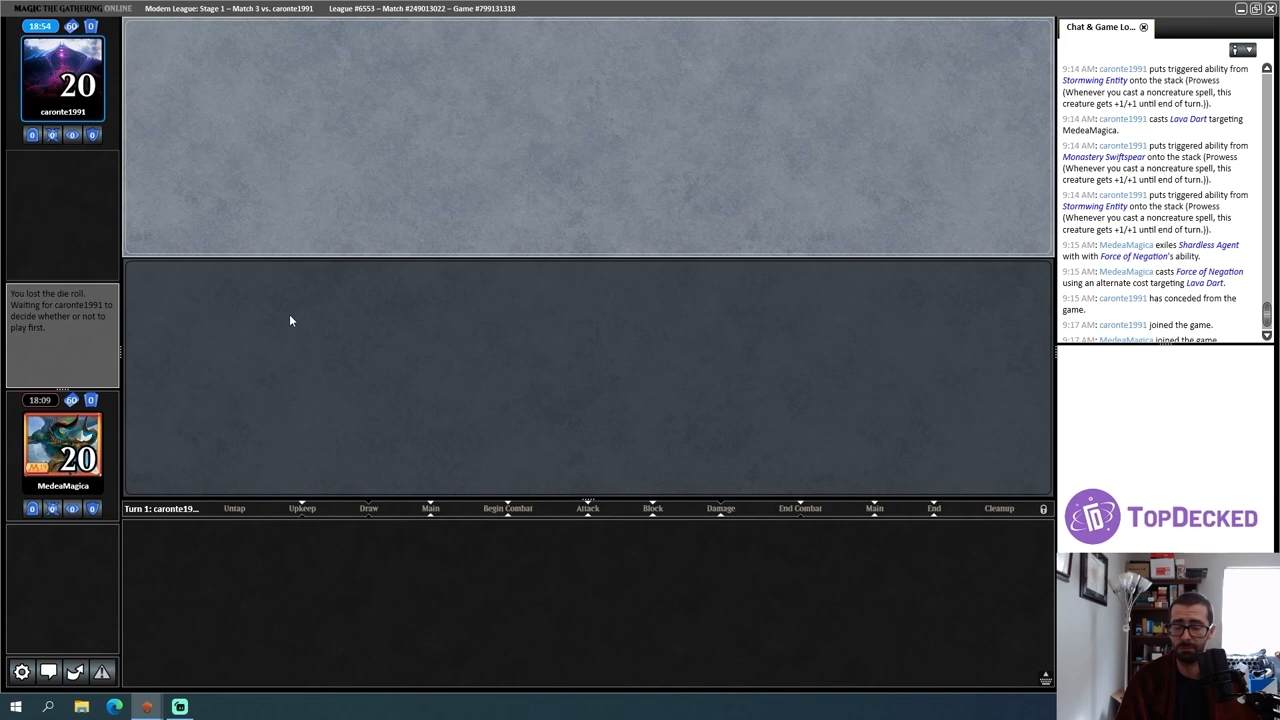 MAGIC THE GATHERING ONLINE
Modern League: Stage 1 – Match 3 vs. caronte1991
League #6553 – Match #249013022 – Game #799131318
18:54
60
0
20
caronte1991
0
0
0
0
You lost the die roll.
Waiting for caronte1991 to
decide whether or not to
play first.
18:09
60
0
20
MedeaMagica
0
0
0
0
Turn 1: caronte19...
Untap
Upkeep
Draw
Main
Begin Combat
Attack
Block
Damage
End Combat
Main
End
Cleanup
Chat & Game Lo...
9:14 AM: caronte1991 puts triggered ability from
Stormwing Entity onto the stack (Prowess
(Whenever you cast a noncreature spell, this
creature gets +1/+1 until end of turn.)).
9:14 AM: caronte1991 casts Lava Dart targeting
MedeaMagica.
9:14 AM: caronte1991 puts triggered ability from
Monastery Swiftspear onto the stack (Prowess
(Whenever you cast a noncreature spell, this
creature gets +1/+1 until end of turn.)).
9:14 AM: caronte1991 puts triggered ability from
Stormwing Entity onto the stack (Prowess
(Whenever you cast a noncreature spell, this
creature gets +1/+1 until end of turn.)).
9:15 AM: MedeaMagica exiles Shardless Agent
with with Force of Negation's ability.
9:15 AM: MedeaMagica casts Force of Negation
using an alternate cost targeting Lava Dart.
9:15 AM: caronte1991 has conceded from the
game.
9:17 AM: caronte1991 joined the game.
9:17 AM: MedeaMagica joined the game.
TOPDECKED